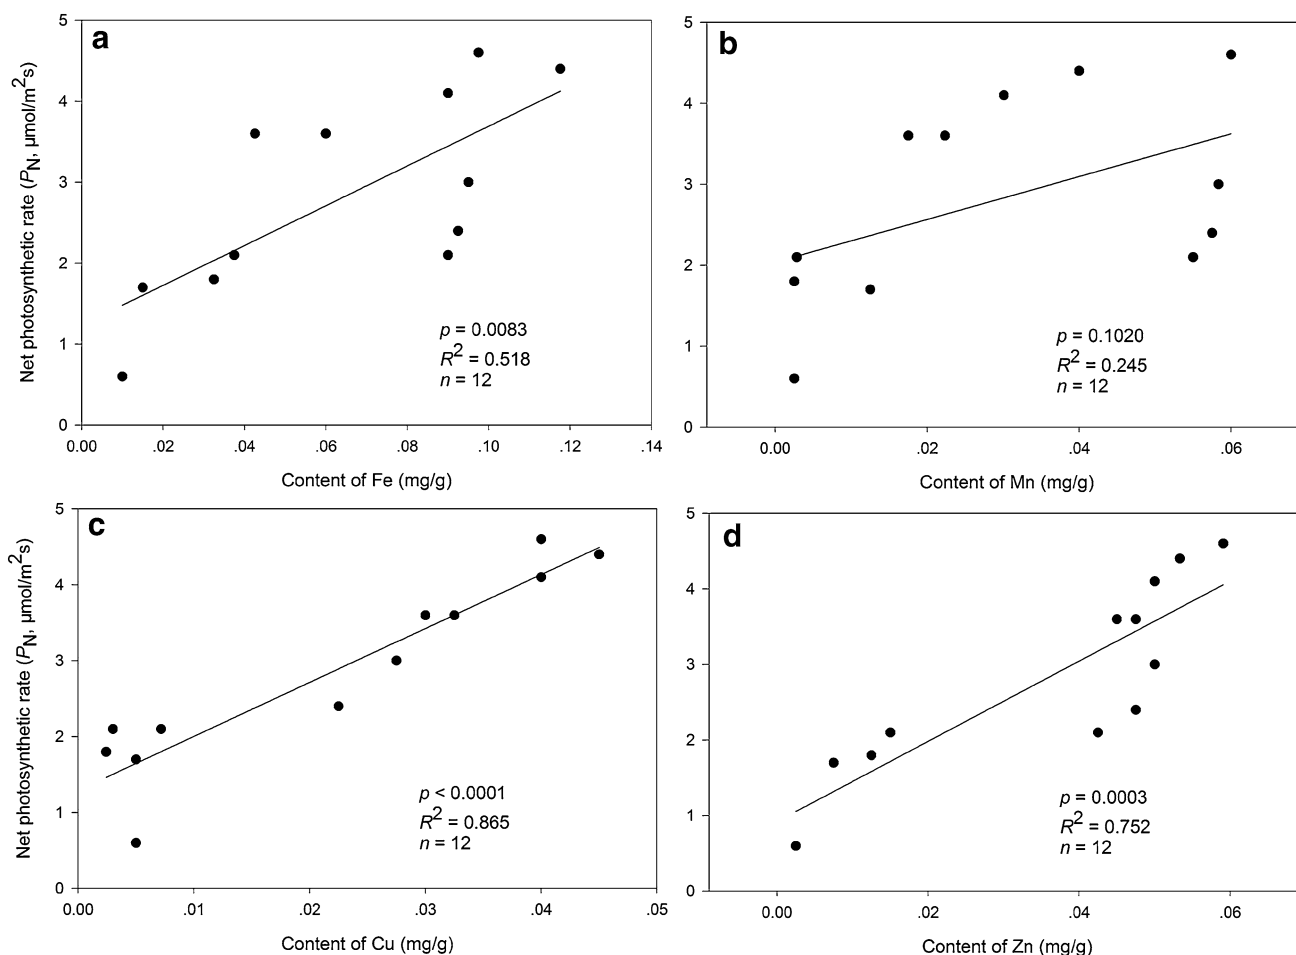 a
5
4
3
2
1
0
Net photosynthetic rate (PN, µmol/m2s)
p = 0.0083
R2 = 0.518
n = 12
0.00 .02 .04 .06 .08 .10 .12 .14
Content of Fe (mg/g)
b
5
4
3
2
1
0
p = 0.1020
R2 = 0.245
n = 12
0.00 .02 .04 .06
Content of Mn (mg/g)
c
5
4
3
2
1
0
Net photosynthetic rate (PN, µmol/m2s)
p < 0.0001
R2 = 0.865
n = 12
0.00 .01 .02 .03 .04 .05
Content of Cu (mg/g)
d
5
4
3
2
1
0
p = 0.0003
R2 = 0.752
n = 12
0.00 .02 .04 .06
Content of Zn (mg/g)